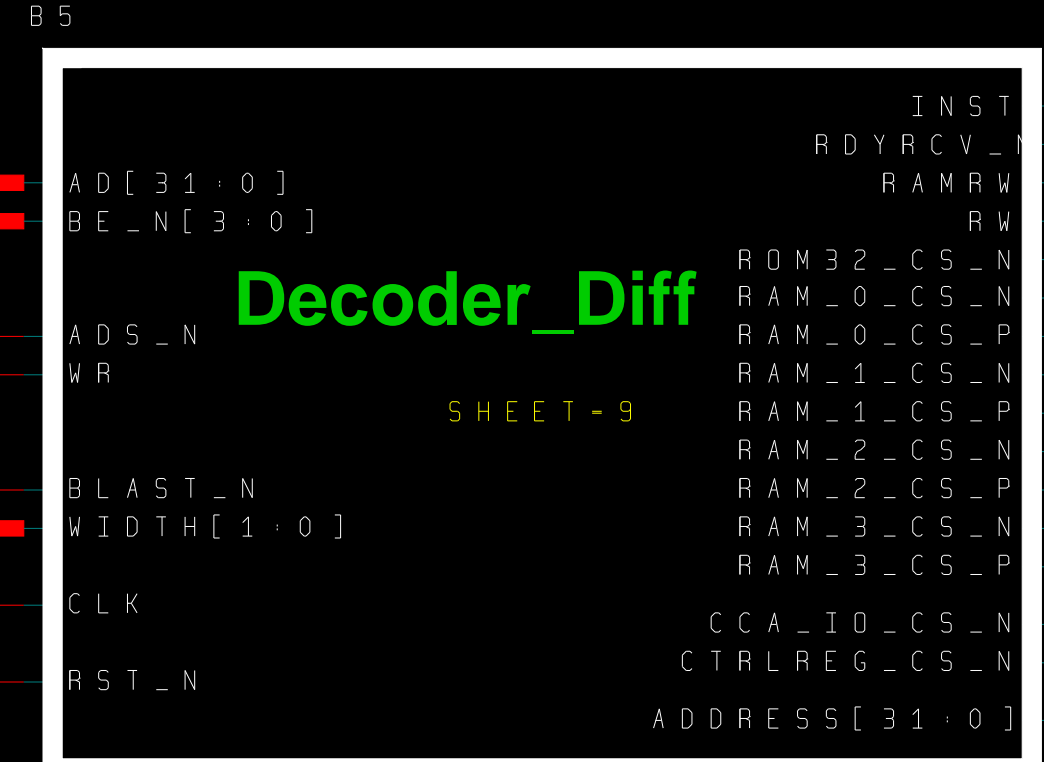 B5
INST
RDYRCV_N
AD[31:0]
RAMRW
BE_N[3:0]
RW
ROM32_CS_N
Decoder_Diff
RAM_0_CS_N
ADS_N
RAM_0_CS_P
WR
RAM_1_CS_N
SHEET=9
RAM_1_CS_P
RAM_2_CS_N
BLAST_N
RAM_2_CS_P
WIDTH[1:0]
RAM_3_CS_N
RAM_3_CS_P
CLK
CCA_IO_CS_N
CTRLREG_CS_N
RST_N
ADDRESS[31:0]